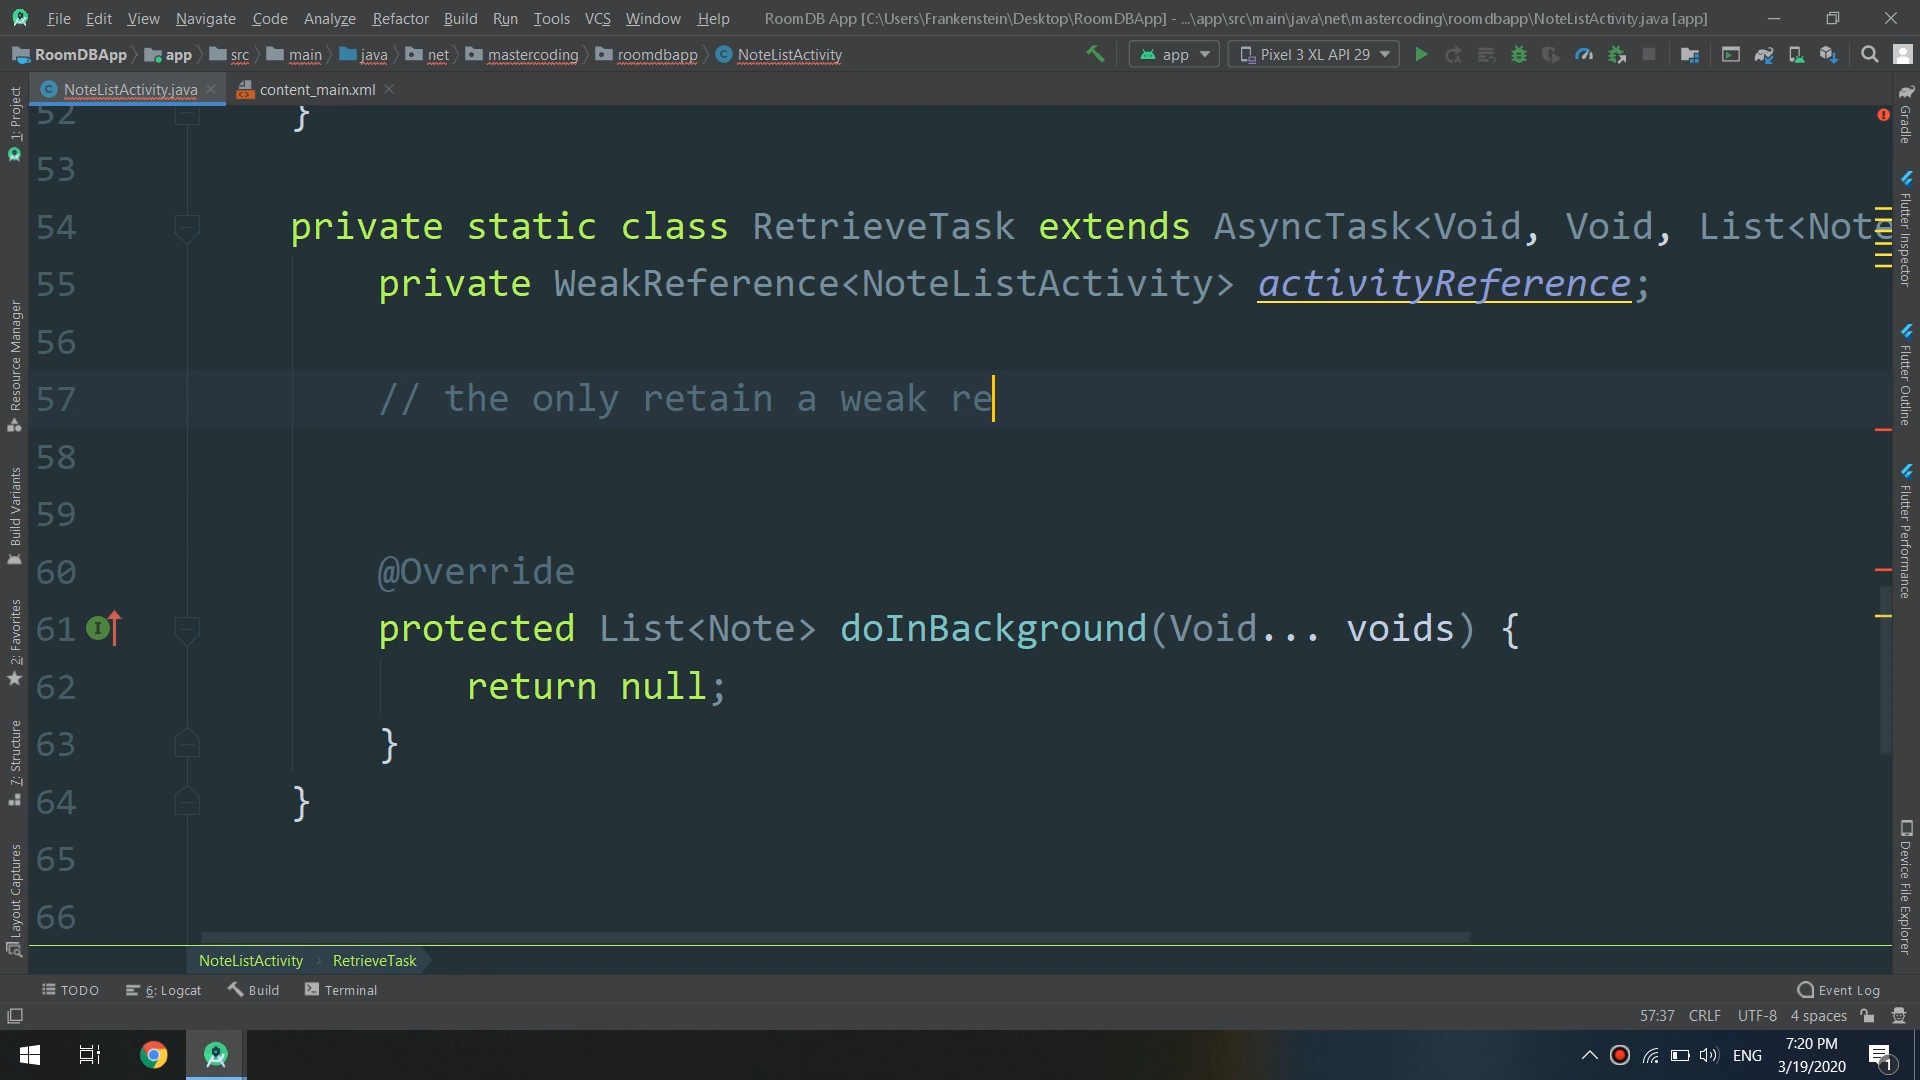 File Edit View Navigate Code Analyze Refactor Build Run Tools VCS Window Help RoomDB App [C:\Users\Frankenstein\Desktop\RoomDBApp] - ...\app\src\main\java\net\mastercoding\roomdbapp\NoteListActivity.java [app]
RoomDBApp app src main java net mastercoding roomdbapp NoteListActivity app Pixel 3 XL API 29
NoteListActivity.java content_main.xml
1: Project
Resource Manager
Build Variants
2: Favorites
7: Structure
Layout Captures
52 }
53
54 private static class RetrieveTask extends AsyncTask<Void, Void, List<Note
55 private WeakReference<NoteListActivity> activityReference;
56
57 // the only retain a weak re
58
59
60 @Override
61 protected List<Note> doInBackground(Void... voids) {
62 return null;
63 }
64 }
65
66
Gradle
Flutter Inspector
Flutter Outline
Flutter Performance
Device File Explorer
NoteListActivity RetrieveTask
TODO 6: Logcat Build Terminal Event Log
57:37 CRLF UTF-8 4 spaces
ENG 7:20 PM
3/19/2020 1